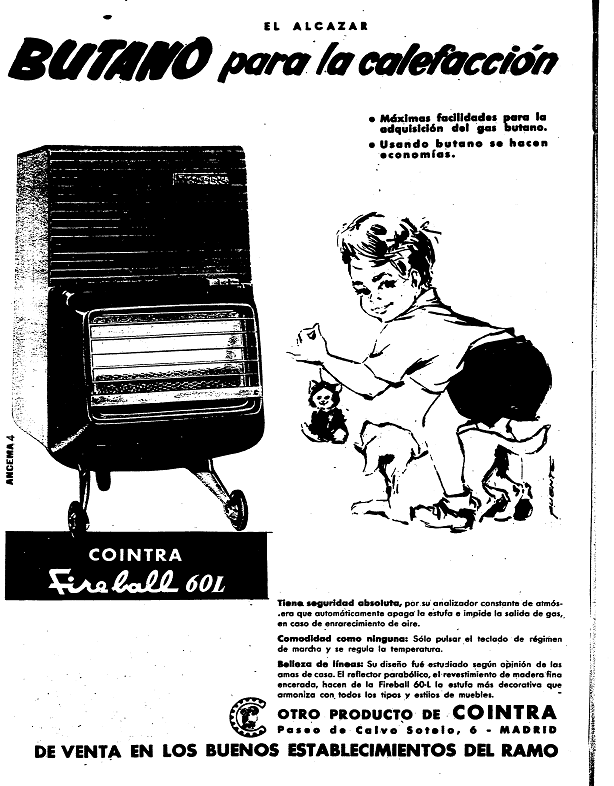 EL ALCAZAR
BUTANO para la calefacción
• Máximas facilidades para la
adquisición del gas butano.
• Usando butano se hacen
economías.
ANCEMA 4
PUENTE
COINTRA
Fireball 60L
Tiene seguridad absoluta, por su analizador constante de atmós-
.era que automáticamente apaga la estufa e impide la salida de gas,
en caso de enrarecimiento de aire.
Comodidad como ninguna: Sólo pulsar el teclado de régimen
de marcha y se regula la temperatura.
Belleza de líneas: Su diseño fué estudiado según opinión de las
amas de casa. El reflector parabólico, el revestimiento de madera fina
encerada, hacen de la Fireball 60-L la estufa más decorativa que
armoniza con todos los tipos y estilos de muebles.
OTRO PRODUCTO DE COINTRA
Paseo de Calvo Sotelo, 6 - MADRID
DE VENTA EN LOS BUENOS ESTABLECIMIENTOS DEL RAMO